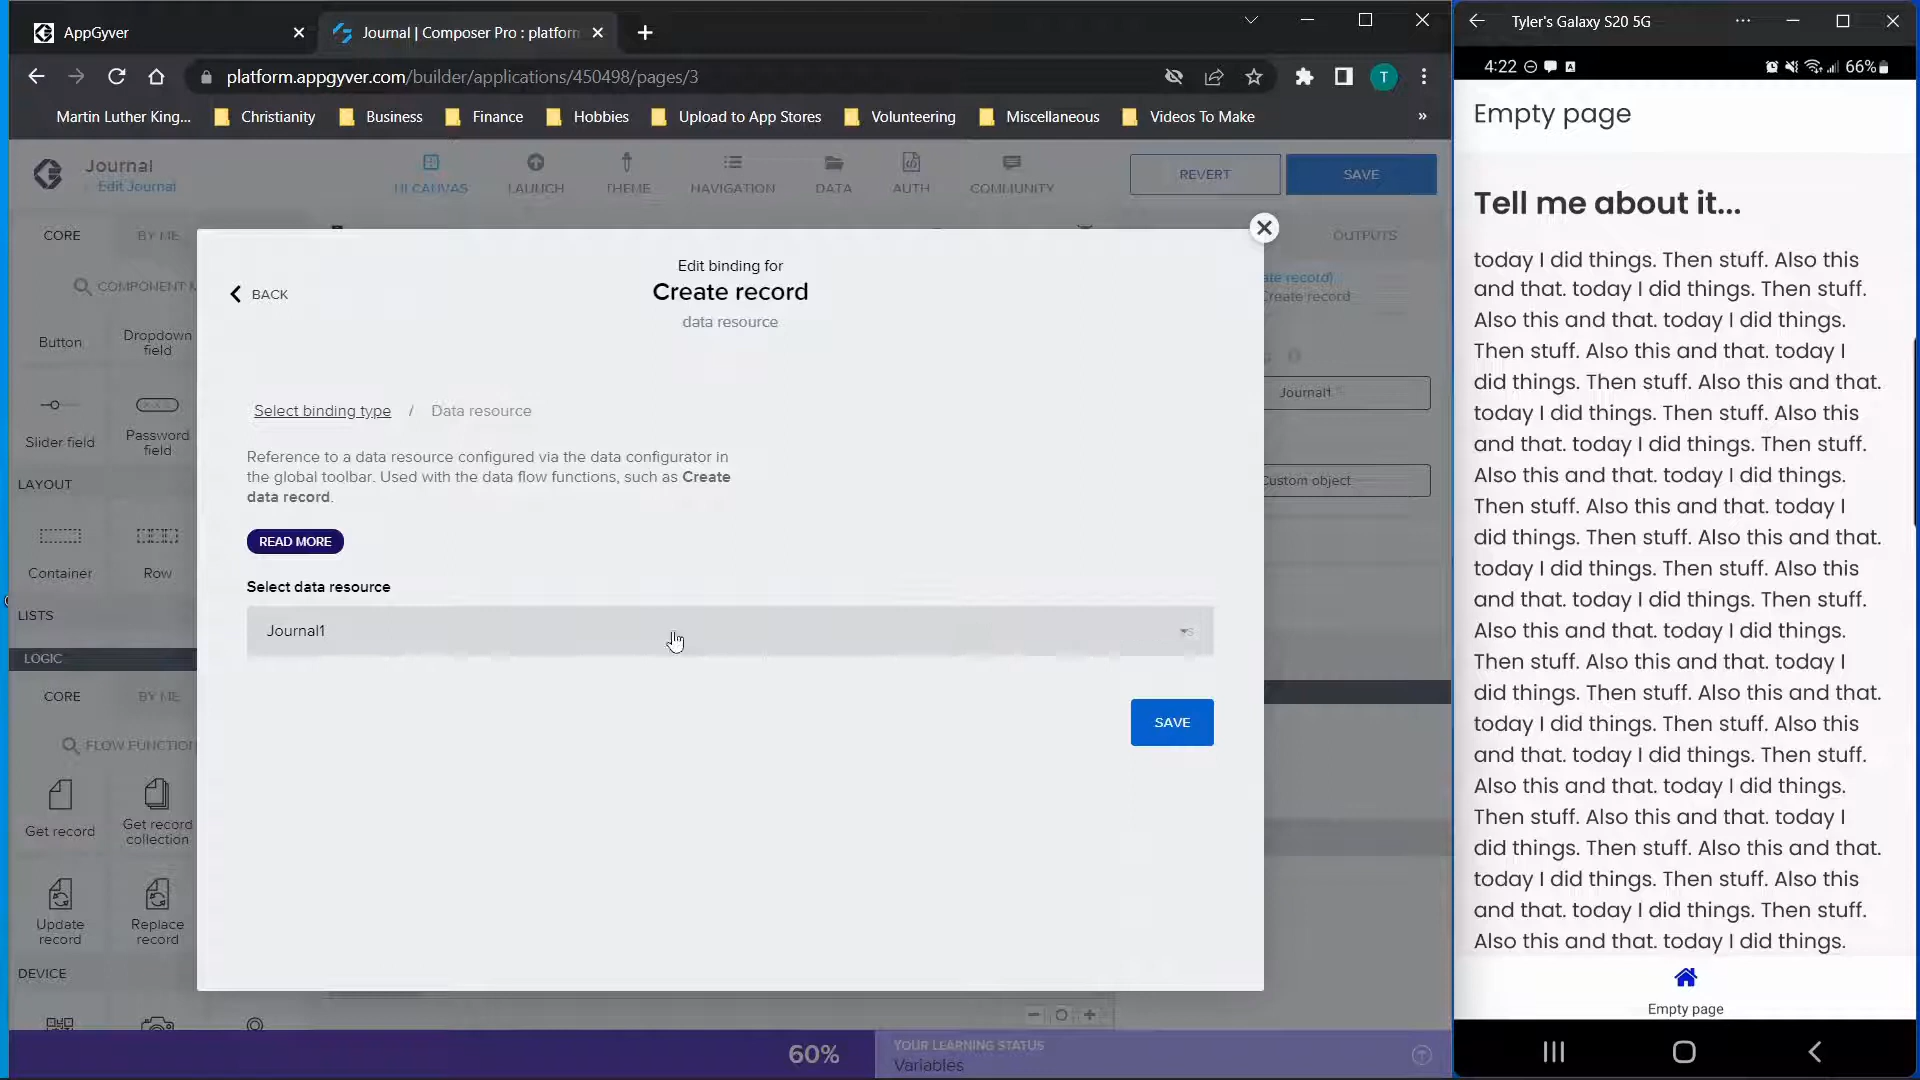 AppGyver
Journal | Composer Pro : platforr
Tyler's Galaxy S20 5G
platform.appgyver.com/builder/applications/450498/pages/3
T
Martin Luther King...
Christianity
Business
Finance
Hobbies
Upload to App Stores
Volunteering
Miscellaneous
Videos To Make
»
Journal
Edit Journal
UI CANVAS
LAUNCH
THEME
NAVIGATION
DATA
AUTH
COMMUNITY
REVERT
SAVE
CORE
BY ME
OUTPUTS
COMPONENT M
Button
Dropdown
field
Slider field
Password
field
LAYOUT
Container
Row
LISTS
LOGIC
CORE
BY ME
FLOW FUNCTION
Get record
Get record
collection
Update
record
Replace
record
DEVICE
BACK
Edit binding for
Create record
data resource
Select binding type / Data resource
Reference to a data resource configured via the data configurator in
the global toolbar. Used with the data flow functions, such as Create
data record.
READ MORE
Select data resource
Journal1
SAVE
ate record)
Create record
Journal1
Custom object
60%
YOUR LEARNING STATUS
Variables
4:22
66%
Empty page
Tell me about it...
today I did things. Then stuff. Also this
and that. today I did things. Then stuff.
Also this and that. today I did things.
Then stuff. Also this and that. today I
did things. Then stuff. Also this and that.
today I did things. Then stuff. Also this
and that. today I did things. Then stuff.
Also this and that. today I did things.
Then stuff. Also this and that. today I
did things. Then stuff. Also this and that.
today I did things. Then stuff. Also this
and that. today I did things. Then stuff.
Also this and that. today I did things.
Then stuff. Also this and that. today I
did things. Then stuff. Also this and that.
today I did things. Then stuff. Also this
and that. today I did things. Then stuff.
Also this and that. today I did things.
Then stuff. Also this and that. today I
did things. Then stuff. Also this and that.
today I did things. Then stuff. Also this
and that. today I did things. Then stuff.
Also this and that. today I did things.
Empty page